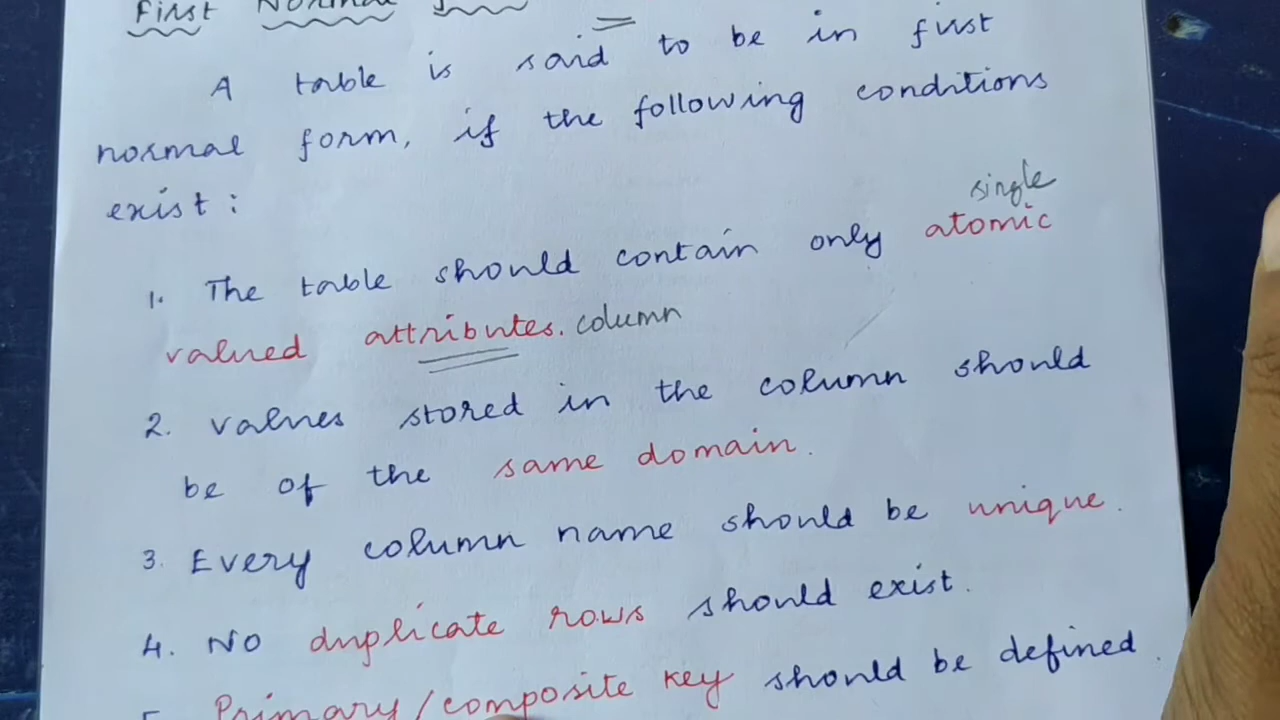 First Normal Form
A table is said to be in first
normal form, if the following conditions
exist:
single
1. The table should contain only atomic
valued attributes. column
2. values stored in the column should
be of the same domain.
3. Every column name should be unique.
4. No duplicate rows should exist.
5. Primary/composite key should be defined.